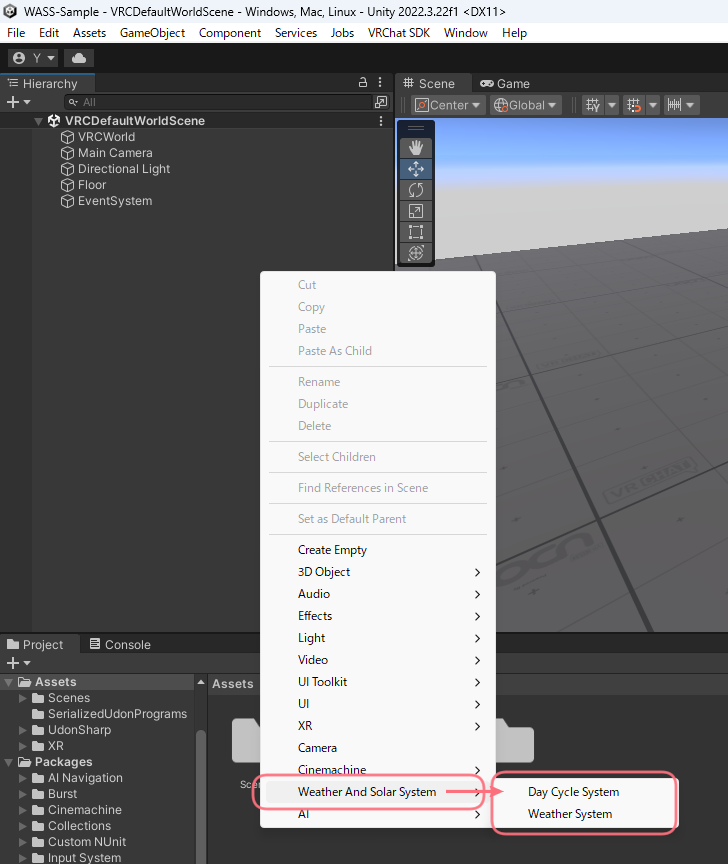 WASS-Sample - VRCDefaultWorldScene - Windows, Mac, Linux - Unity 2022.3.22f1 <DX11>
File Edit Assets GameObject Component Services Jobs VRChat SDK Window Help
Y
Hierarchy
All
VRCDefaultWorldScene
VRCWorld
Main Camera
Directional Light
Floor
EventSystem
Scene Game
Center Global
VRCHAT
Cut
Copy
Paste
Paste As Child
Rename
Duplicate
Delete
Select Children
Find References in Scene
Set as Default Parent
Create Empty
3D Object
Audio
Effects
Light
Video
UI Toolkit
UI
XR
Camera
Cinemachine
Weather And Solar System
AI
Day Cycle System
Weather System
Project Console
Assets
Scenes
SerializedUdonPrograms
UdonSharp
XR
Packages
AI Navigation
Burst
Cinemachine
Collections
Custom NUnit
Input System
Assets